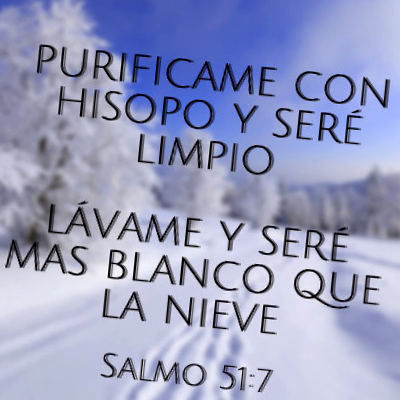 PURIFICAME CON
HISOPO Y SERÉ
LIMPIO
LÁVAME Y SERÉ
MAS BLANCO QUE
LA NIEVE
SALMO 51:7